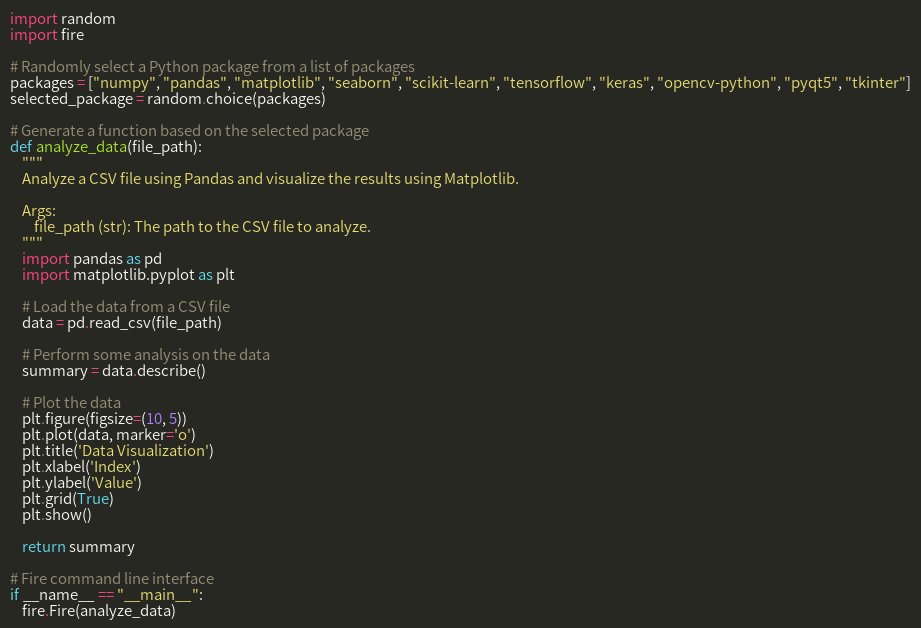 import random
import fire

# Randomly select a Python package from a list of packages
packages = ["numpy", "pandas", "matplotlib", "seaborn", "scikit-learn", "tensorflow", "keras", "opencv-python", "pyqt5", "tkinter"]
selected_package = random.choice(packages)

# Generate a function based on the selected package
def analyze_data(file_path):
    """
    Analyze a CSV file using Pandas and visualize the results using Matplotlib.

    Args:
        file_path (str): The path to the CSV file to analyze.
    """
    import pandas as pd
    import matplotlib.pyplot as plt

    # Load the data from a CSV file
    data = pd.read_csv(file_path)

    # Perform some analysis on the data
    summary = data.describe()

    # Plot the data
    plt.figure(figsize=(10, 5))
    plt.plot(data, marker='o')
    plt.title('Data Visualization')
    plt.xlabel('Index')
    plt.ylabel('Value')
    plt.grid(True)
    plt.show()

    return summary

# Fire command line interface
if __name__ == "__main__":
    fire.Fire(analyze_data)